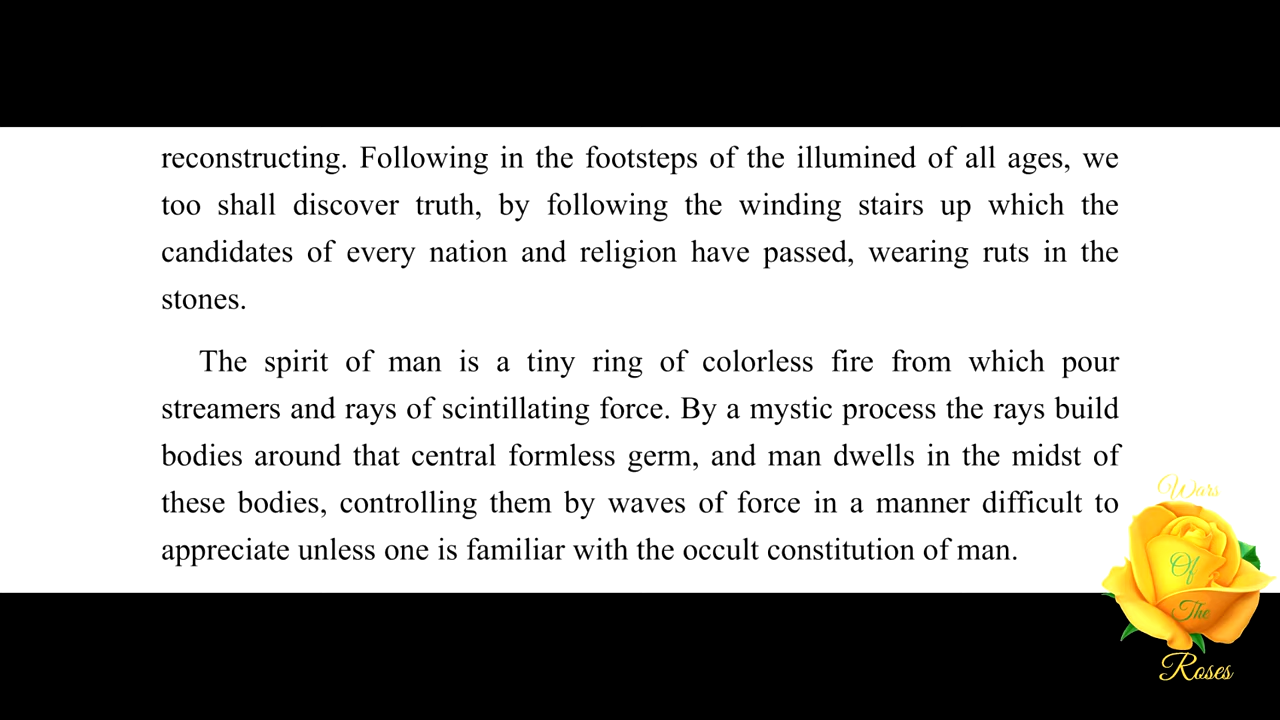 reconstructing. Following in the footsteps of the illumined of all ages, we
too shall discover truth, by following the winding stairs up which the
candidates of every nation and religion have passed, wearing ruts in the
stones.
The spirit of man is a tiny ring of colorless fire from which pour
streamers and rays of scintillating force. By a mystic process the rays build
bodies around that central formless germ, and man dwells in the midst of
these bodies, controlling them by waves of force in a manner difficult to
appreciate unless one is familiar with the occult constitution of man.
Wars
Of
The
Roses